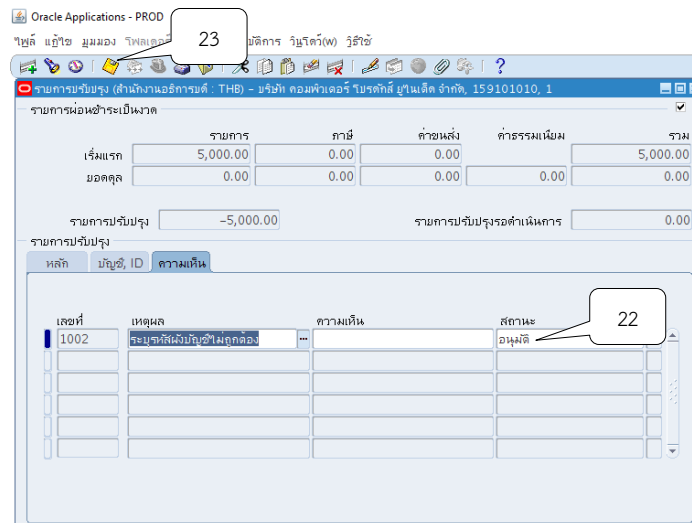 Oracle Applications - PROD
23
ไฟล์ แก้ไข มุมมอง โฟลเดอร์ บัติการ วินโดว์(W) วิธีใช้
รายการปรับปรุง (สำนักงานอธิการบดี : THB) - บริษัท คอมพิวเตอร์ โปรดักส์ ยูไนเต็ด จำกัด, 159101010, 1
รายการผ่อนชำระเป็นงวด
รายการ ภาษี ค่าขนส่ง ค่าธรรมเนียม รวม
เริ่มแรก 5,000.00 0.00 0.00 5,000.00
ยอดดุล 0.00 0.00 0.00 0.00 0.00
รายการปรับปรุง -5,000.00 รายการปรับปรุงรอดำเนินการ 0.00
รายการปรับปรุง
หลัก บัญชี, ID ความเห็น
เลขที่ เหตุผล ความเห็น สถานะ 22
1002 ระบุรหัสผังบัญชีไม่ถูกต้อง อนุมัติ